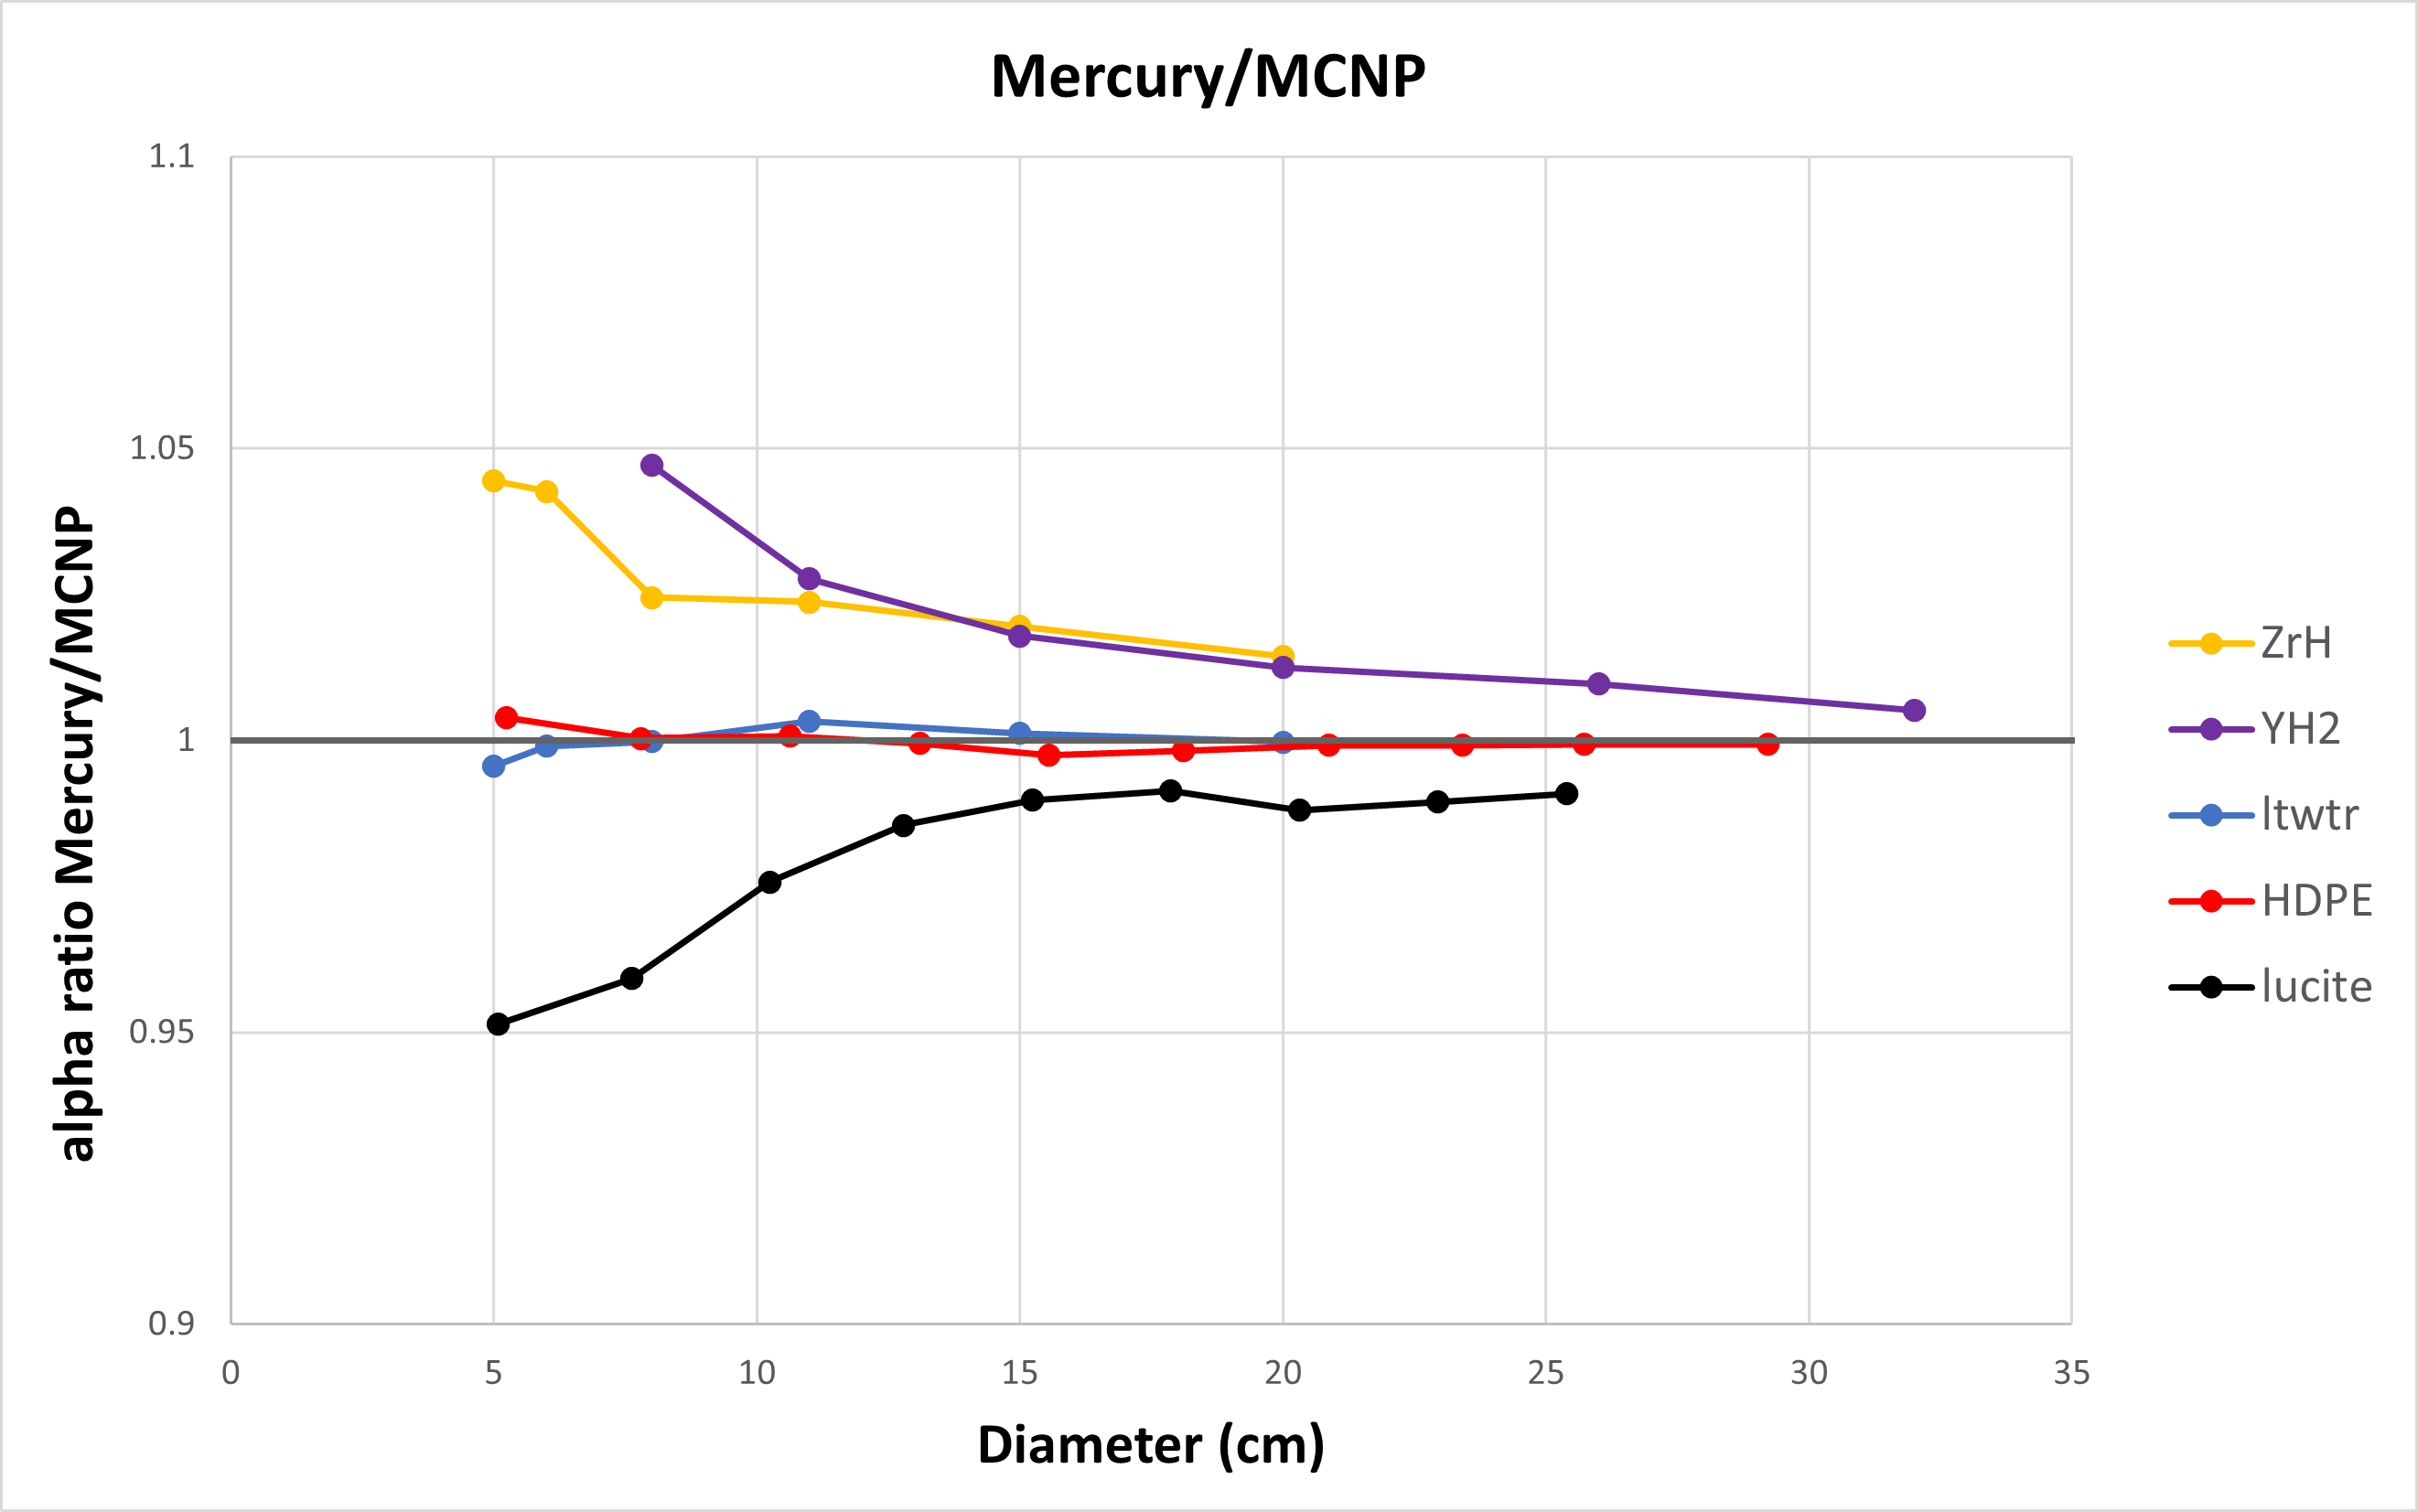 Mercury/MCNP
alpha ratio Mercury/MCNP
1.1
1.05
1
0.95
0.9
0
5
10
15
20
25
30
35
Diameter (cm)
ZrH
YH2
ltwtr
HDPE
lucite